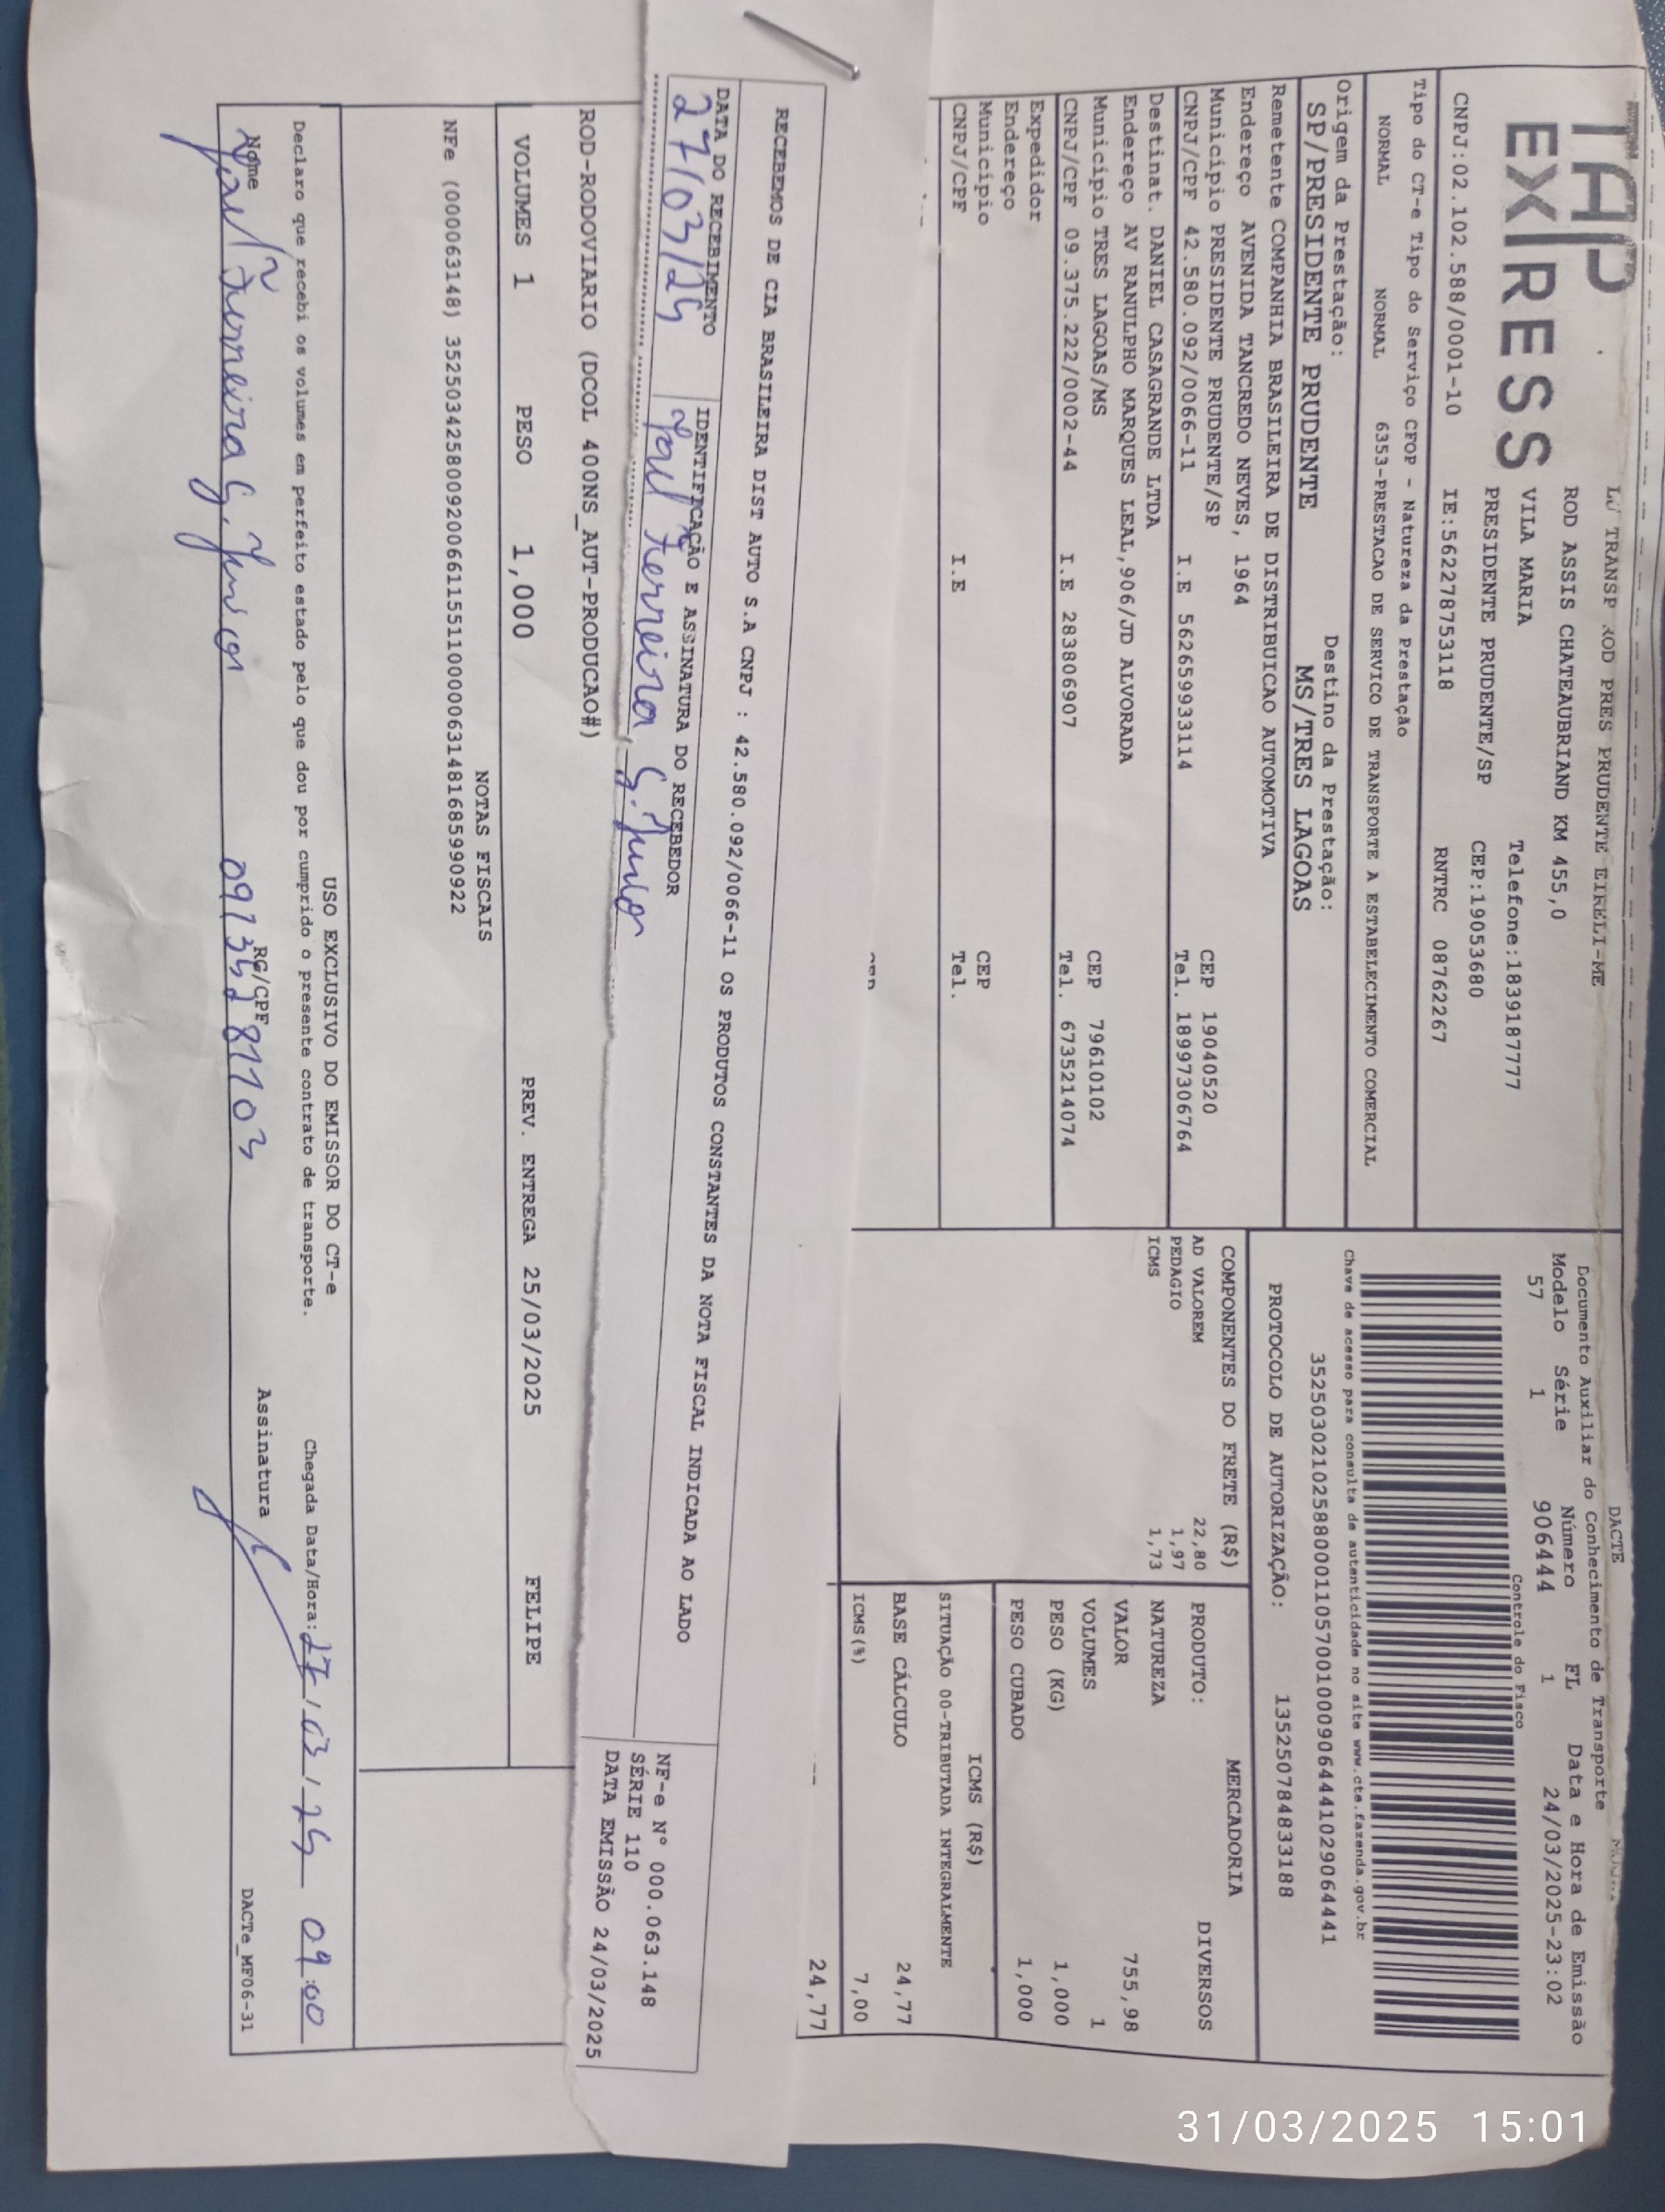 TAP
EXPRESS
TRANSP ROD PRES PRUDENTE EIRELI-ME
ROD ASSIS CHATEAUBRIAND KM 455,0
VILA MARIA
Telefone:1839187777
PRESIDENTE PRUDENTE/SP
CEP:19053680
CNPJ:02.102.588/0001-10
IE:562278753118
RNTRC 08762267
DACTE
Documento Auxiliar do Conhecimento de Transporte
Modelo Série Número FL Data e Hora de Emissão
57 1 906444 1 24/03/2025-23:02
Controle do Fisco
Chave de acesso para consulta de autenticidade no site www.cte.fazenda.gov.br
35250302102588000110570010009064441029064441
PROTOCOLO DE AUTORIZAÇÃO: 135250784833188
Tipo do CT-e Tipo do Serviço CFOP - Natureza da Prestação
NORMAL NORMAL 6353-PRESTACAO DE SERVICO DE TRANSPORTE A ESTABELECIMENTO COMERCIAL
Origem da Prestação: Destino da Prestação:
SP/PRESIDENTE PRUDENTE MS/TRES LAGOAS
Remetente COMPANHIA BRASILEIRA DE DISTRIBUICAO AUTOMOTIVA
Endereço AVENIDA TANCREDO NEVES, 1964
Município PRESIDENTE PRUDENTE/SP CEP 19040520
CNPJ/CPF 42.580.092/0066-11 I.E 562659933114 Tel. 18997306764
Destinat. DANIEL CASAGRANDE LTDA
Endereço AV RANULPHO MARQUES LEAL,906/JD ALVORADA
Município TRES LAGOAS/MS CEP 79610102
CNPJ/CPF 09.375.222/0002-44 I.E 283806907 Tel. 6735214074
Expedidor
Endereço
Município CEP
CNPJ/CPF I.E Tel.
COMPONENTES DO FRETE (R$)
AD VALOREM 22,80
PEDAGIO 1,97
ICMS 1,73
MERCADORIA
PRODUTO: DIVERSOS
NATUREZA
VALOR 755,98
VOLUMES 1
PESO (KG) 1,000
PESO CUBADO 1,000
ICMS (R$)
SITUAÇÃO 00-TRIBUTADA INTEGRALMENTE
BASE CÁLCULO 24,77
ICMS(%) 7,00
24,77
RECEBEMOS DE CIA BRASILEIRA DIST AUTO S.A CNPJ : 42.580.092/0066-11 OS PRODUTOS CONSTANTES DA NOTA FISCAL INDICADA AO LADO
DATA DO RECEBIMENTO IDENTIFICAÇÃO E ASSINATURA DO RECEBEDOR
27/03/25 Ferreira G. Junior
NF-e N° 000.063.148
SÉRIE 110
DATA EMISSÃO 24/03/2025
ROD-RODOVIARIO (DCOL 400NS_AUT-PRODUCAO#)
VOLUMES 1 PESO 1,000 PREV. ENTREGA 25/03/2025 FELIPE
NOTAS FISCAIS
NFe (000063148) 35250342580092006611551100000631481685990922
USO EXCLUSIVO DO EMISSOR DO CT-e
Declaro que recebi os volumes em perfeito estado pelo que dou por cumprido o presente contrato de transporte. Chegada Data/Hora: 27/03/25 09:00
Nome Ferreira G. Junior RG/CPF Assinatura
DACTe_MF06-31
31/03/2025 15:01